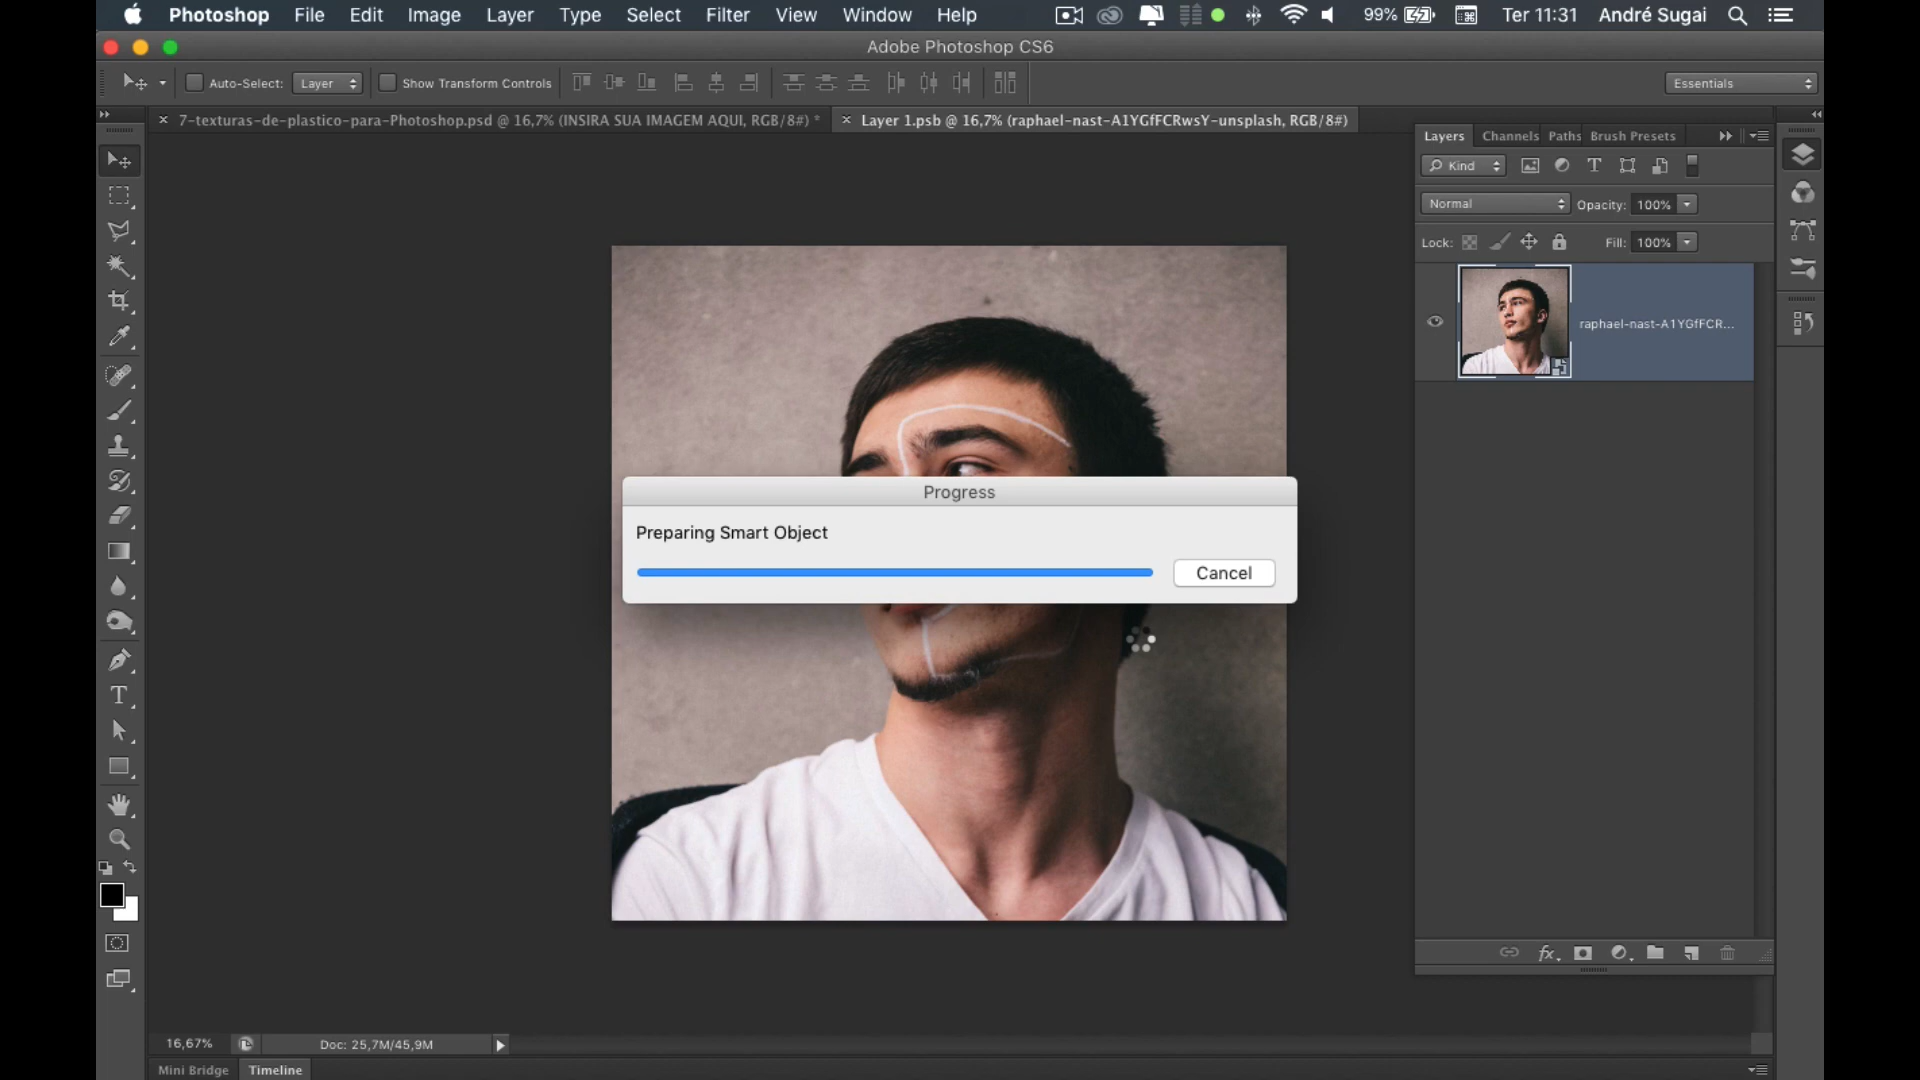 Photoshop File Edit Image Layer Type Select Filter View Window Help 99% Ter 11:31 André Sugai
Adobe Photoshop CS6
Auto-Select: Layer Show Transform Controls Essentials
× 7-texturas-de-plastico-para-Photoshop.psd @ 16,7% (INSIRA SUA IMAGEM AQUI, RGB/8#) * × Layer 1.psb @ 16,7% (raphael-nast-A1YGfFCRwsY-unsplash, RGB/8#)
Layers Channels Paths Brush Presets
Kind
Normal Opacity: 100%
Lock: Fill: 100%
raphael-nast-A1YGfFCR...
Progress
Preparing Smart Object
Cancel
16,67% Doc: 25,7M/45,9M
Mini Bridge Timeline